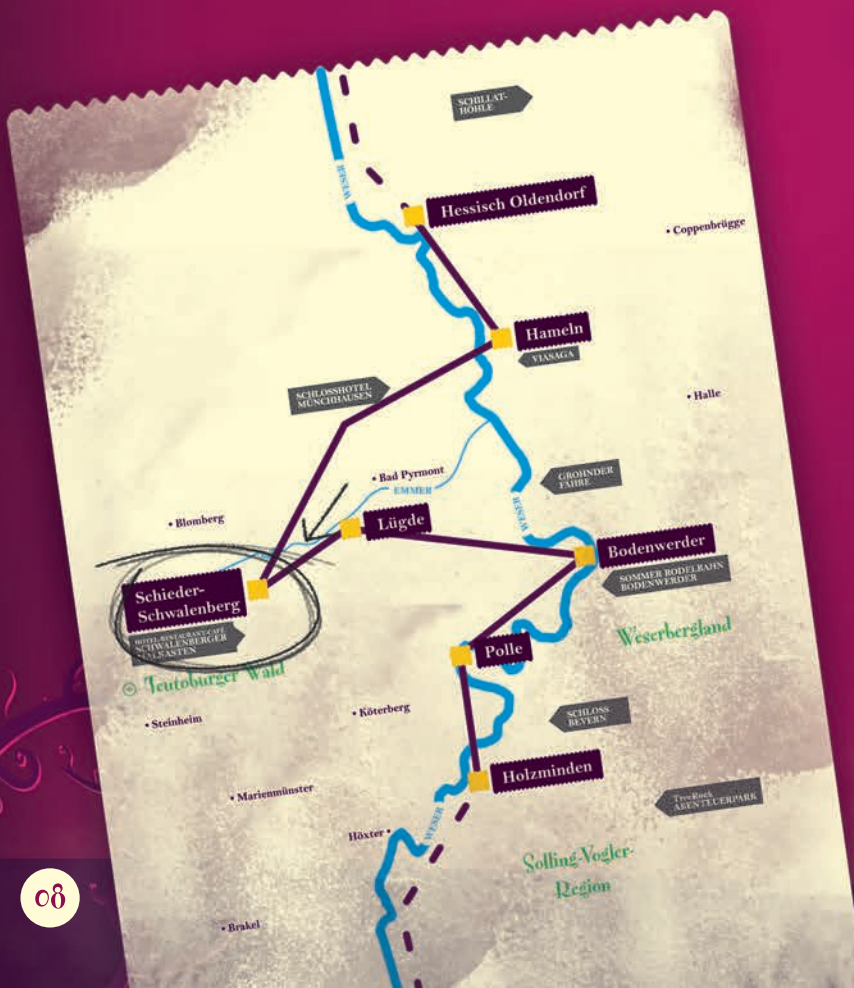 SCHILLAT-
HÖHLE
WESER
Hessisch Oldendorf
• Coppenbrügge
Hameln
VIASAGA
SCHLOSSHOTEL
MÜNCHHAUSEN
• Halle
• Bad Pyrmont
EMMER
GROHNDER
FÄHRE
WESER
• Blomberg
Lügde
Bodenwerder
SOMMER RODELBAHN
BODENWERDER
Schieder-
Schwalenberg
HOTEL-RESTAURANT-CAFÉ
SCHWALENBERGER
MALKASTEN
Weserbergland
Polle
Teutoburger Wald
• Steinheim
• Köterberg
SCHLOSS
BEVERN
Holzminden
• Marienmünster
TreeRock
ABENTEUERPARK
Höxter •
WESER
Solling-Vogler-
Region
08
• Brakel